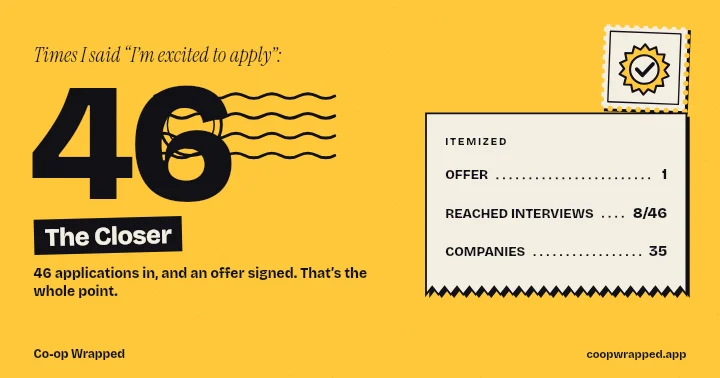 Times I said “I’m excited to apply”:
46
The Closer
46 applications in, and an offer signed. That’s the
whole point.
ITEMIZED
OFFER ........................ 1
REACHED INTERVIEWS .... 8/46
COMPANIES ................. 35
Co-op Wrapped
coopwrapped.app